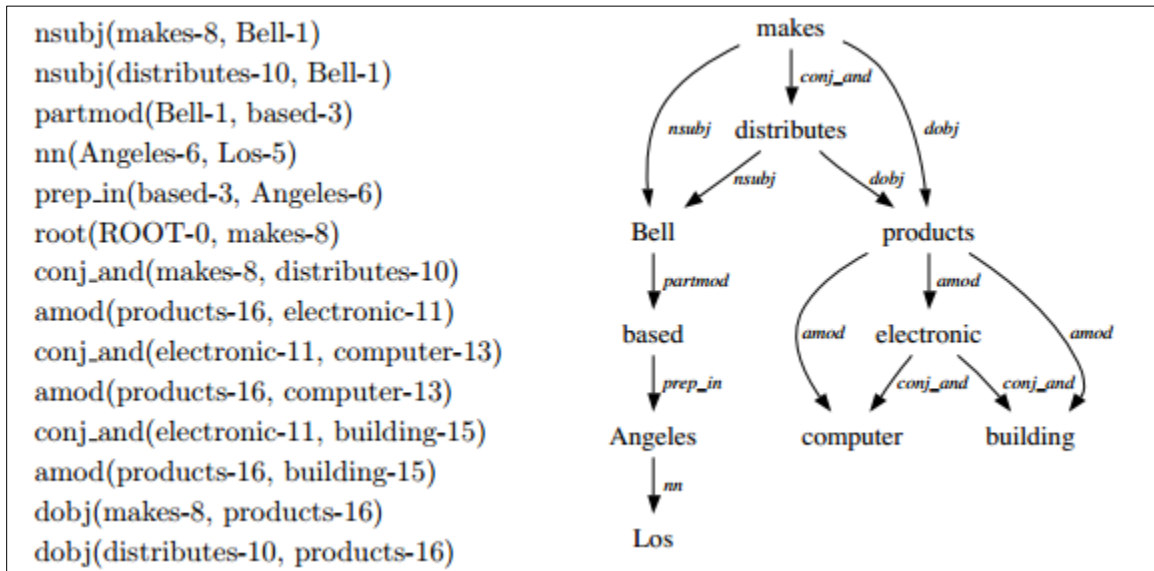 nsubj(makes-8, Bell-1)
nsubj(distributes-10, Bell-1)
partmod(Bell-1, based-3)
nn(Angeles-6, Los-5)
prep_in(based-3, Angeles-6)
root(ROOT-0, makes-8)
conj_and(makes-8, distributes-10)
amod(products-16, electronic-11)
conj_and(electronic-11, computer-13)
amod(products-16, computer-13)
conj_and(electronic-11, building-15)
amod(products-16, building-15)
dobj(makes-8, products-16)
dobj(distributes-10, products-16)
makes
conj_and
nsubj distributes dobj
nsubj dobj
Bell products
partmod amod
based amod electronic amod
prep_in conj_and conj_and
Angeles computer building
nn
Los